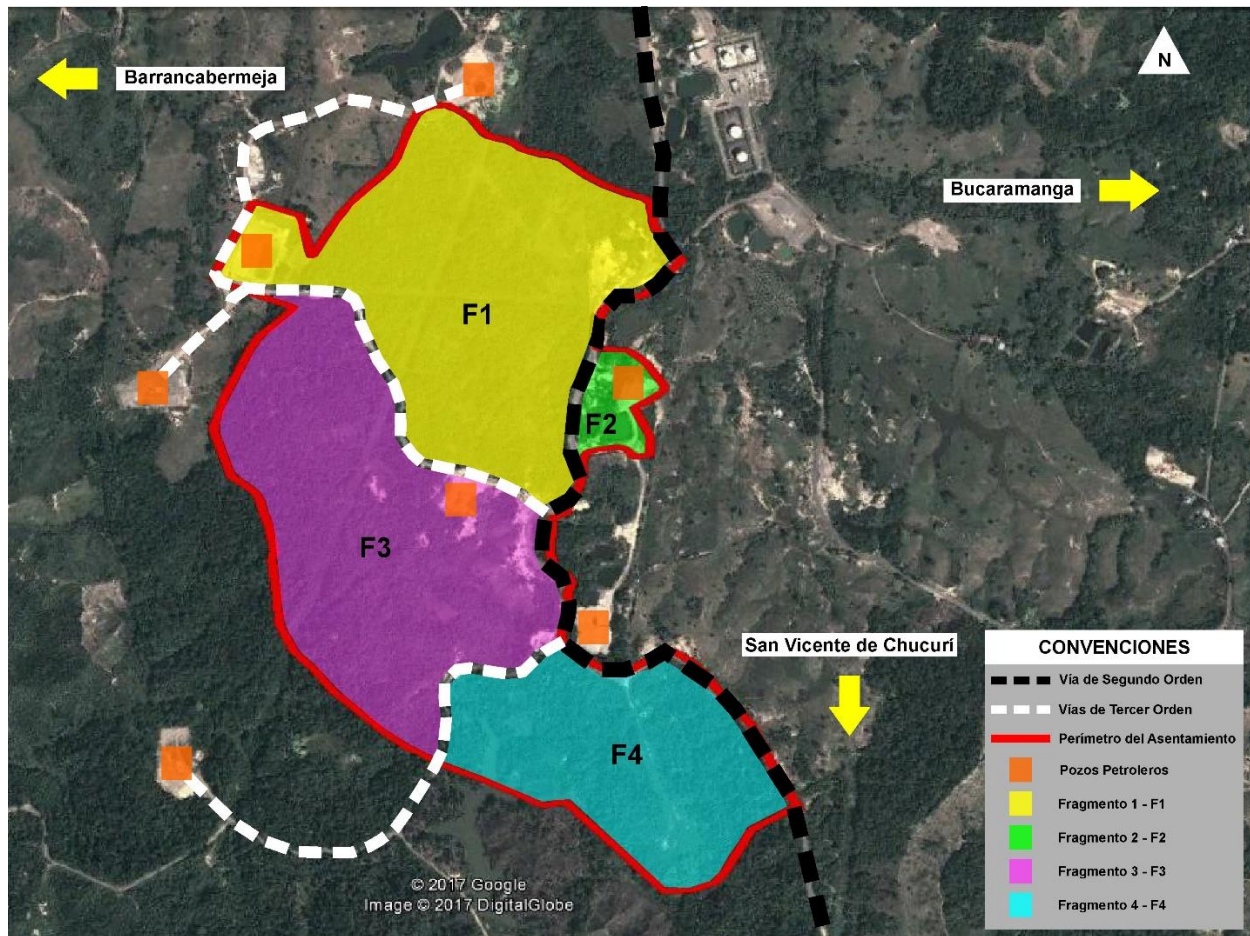 Barrancabermeja
N
Bucaramanga
F1
F2
F3
F4
San Vicente de Chucurí
CONVENCIONES
Vía de Segundo Orden
Vías de Tercer Orden
Perímetro del Asentamiento
Pozos Petroleros
Fragmento 1 - F1
Fragmento 2 - F2
Fragmento 3 - F3
Fragmento 4 - F4
© 2017 Google
Image © 2017 DigitalGlobe